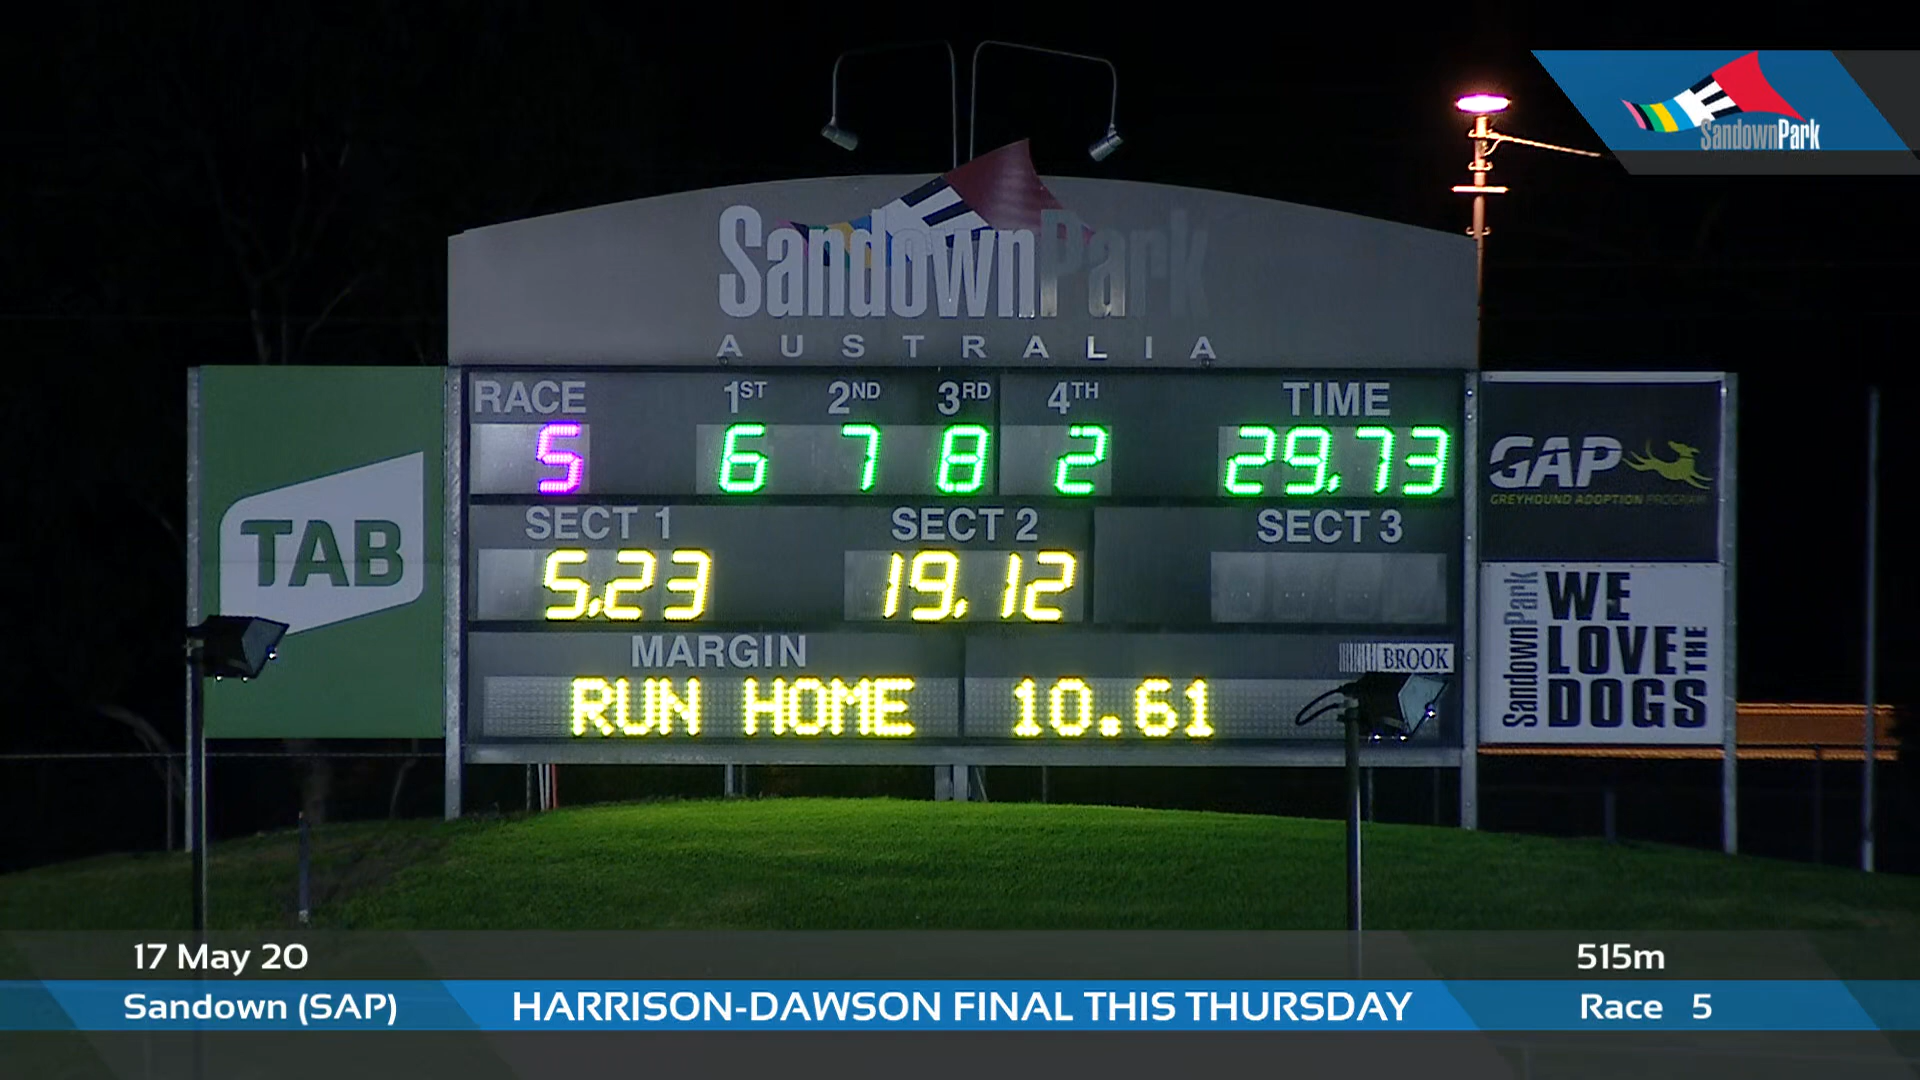 SandownPark
SandownPark
AUSTRALIA
RACE 1ST 2ND 3RD 4TH TIME
5 6 7 8 2 29.73
SECT 1 SECT 2 SECT 3
5.23 19.12
MARGIN
BROOK
RUN HOME 10.61
TAB
GAP
GREYHOUND ADOPTION PROGRAM
SandownPark
WE
LOVE THE
DOGS
17 May 20
515m
Sandown (SAP)
HARRISON-DAWSON FINAL THIS THURSDAY
Race 5